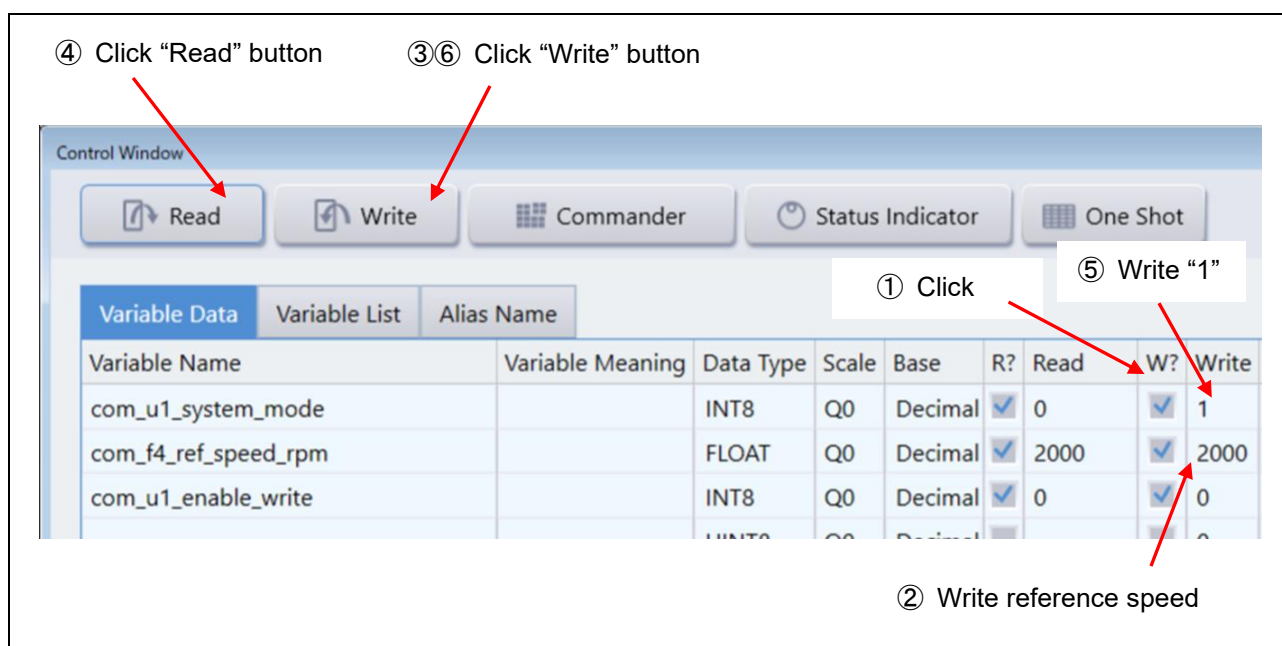 ④ Click “Read” button
③⑥ Click “Write” button
Control Window
Read
Write
Commander
Status Indicator
One Shot
① Click
⑤ Write “1”
Variable Data
Variable List
Alias Name
Variable Name Variable Meaning Data Type Scale Base R? Read W? Write
com_u1_system_mode INT8 Q0 Decimal 0 1
com_f4_ref_speed_rpm FLOAT Q0 Decimal 2000 2000
com_u1_enable_write INT8 Q0 Decimal 0 0
② Write reference speed